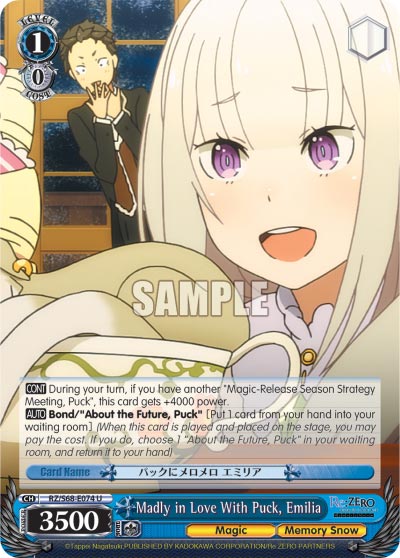 LEVEL
1
0
COST
SAMPLE
CONT During your turn, if you have another "Magic-Release Season Strategy
Meeting, Puck", this card gets +4000 power.
AUTO Bond/"About the Future, Puck" [Put 1 card from your hand into your
waiting room] (When this card is played and placed on the stage, you may
pay the cost. If you do, choose 1 "About the Future, Puck" in your waiting
room, and return it to your hand)
Card Name パックにメロメロ エミリア
CH RZ/S68-E074 U
Madly in Love With Puck, Emilia
Re:ZERO
POWER 3500 SOUL
Magic Memory Snow
©Tappei Nagatsuki,PUBLISHED BY KADOKAWA CORPORATION/Re:ZERO PARTNERS